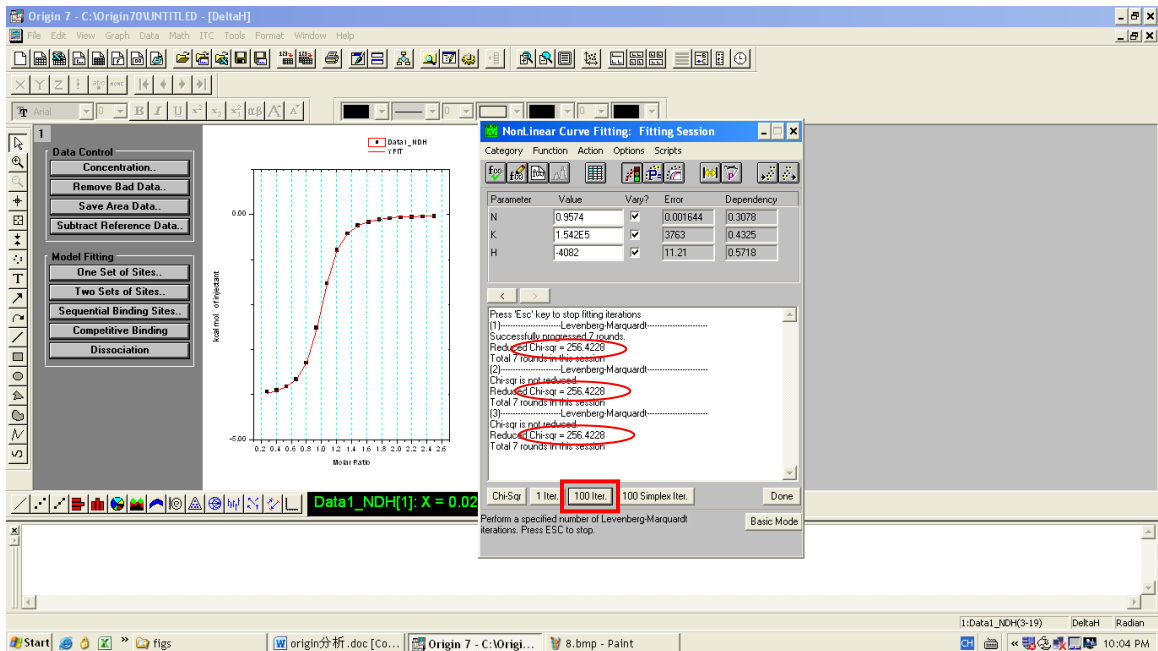 Origin 7 - C:\Origin70\UNTITLED - [DeltaH]
File Edit View Graph Data Math ITC Tools Format Window Help
X Y Z
Arial 0 B I U x² x₂ αβ A A 0 0
1
Data Control
Concentration..
Remove Bad Data..
Save Area Data..
Subtract Reference Data..
Model Fitting
One Set of Sites..
Two Sets of Sites..
Sequential Binding Sites..
Competitive Binding
Dissociation
Data1_NDH
YFIT
0.00
-5.00
kcal mol⁻ of injectant
0.2 0.4 0.6 0.8 1.0 1.2 1.4 1.6 1.8 2.0 2.2 2.4 2.6
Molar Ratio
NonLinear Curve Fitting: Fitting Session
Category Function Action Options Scripts
Parameter Value Vary? Error Dependency
N 0.9574 0.001644 0.3078
K 1.542E5 3763 0.4325
H -4082 11.21 0.5718
< >
Press 'Esc' key to stop fitting iterations
(1)-----------------------Levenberg-Marquardt-----------------------
Successfully progressed 7 rounds.
Reduced Chi-sqr = 256.4228
Total 7 rounds in this session
(2)-----------------------Levenberg-Marquardt-----------------------
Chi-sqr is not reduced.
Reduced Chi-sqr = 256.4228
Total 7 rounds in this session
(3)-----------------------Levenberg-Marquardt-----------------------
Chi-sqr is not reduced.
Reduced Chi-sqr = 256.4228
Total 7 rounds in this session
Chi-Sqr 1 Iter. 100 Iter. 100 Simplex Iter. Done
Perform a specified number of Levenberg-Marquardt iterations. Press ESC to stop.
Basic Mode
Data1_NDH[1]: X = 0.02
1:Data1_NDH(3-19) DeltaH Radian
Start » figs origin分析.doc [Co... Origin 7 - C:\Origi... 8.bmp - Paint CH « 10:04 PM